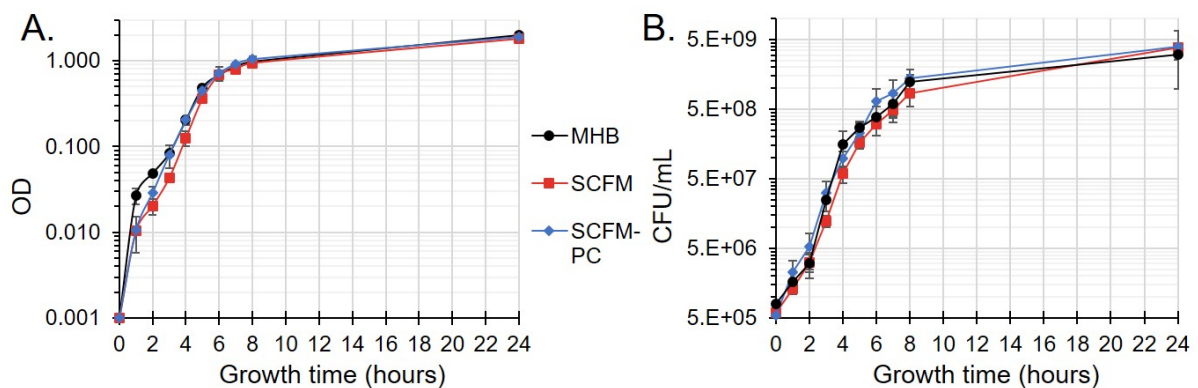 A.
OD
1.000
0.100
0.010
0.001
0 2 4 6 8 10 12 14 16 18 20 22 24
Growth time (hours)
MHB
SCFM
SCFM-
PC
B.
CFU/mL
5.E+09
5.E+08
5.E+07
5.E+06
5.E+05
0 2 4 6 8 10 12 14 16 18 20 22 24
Growth time (hours)